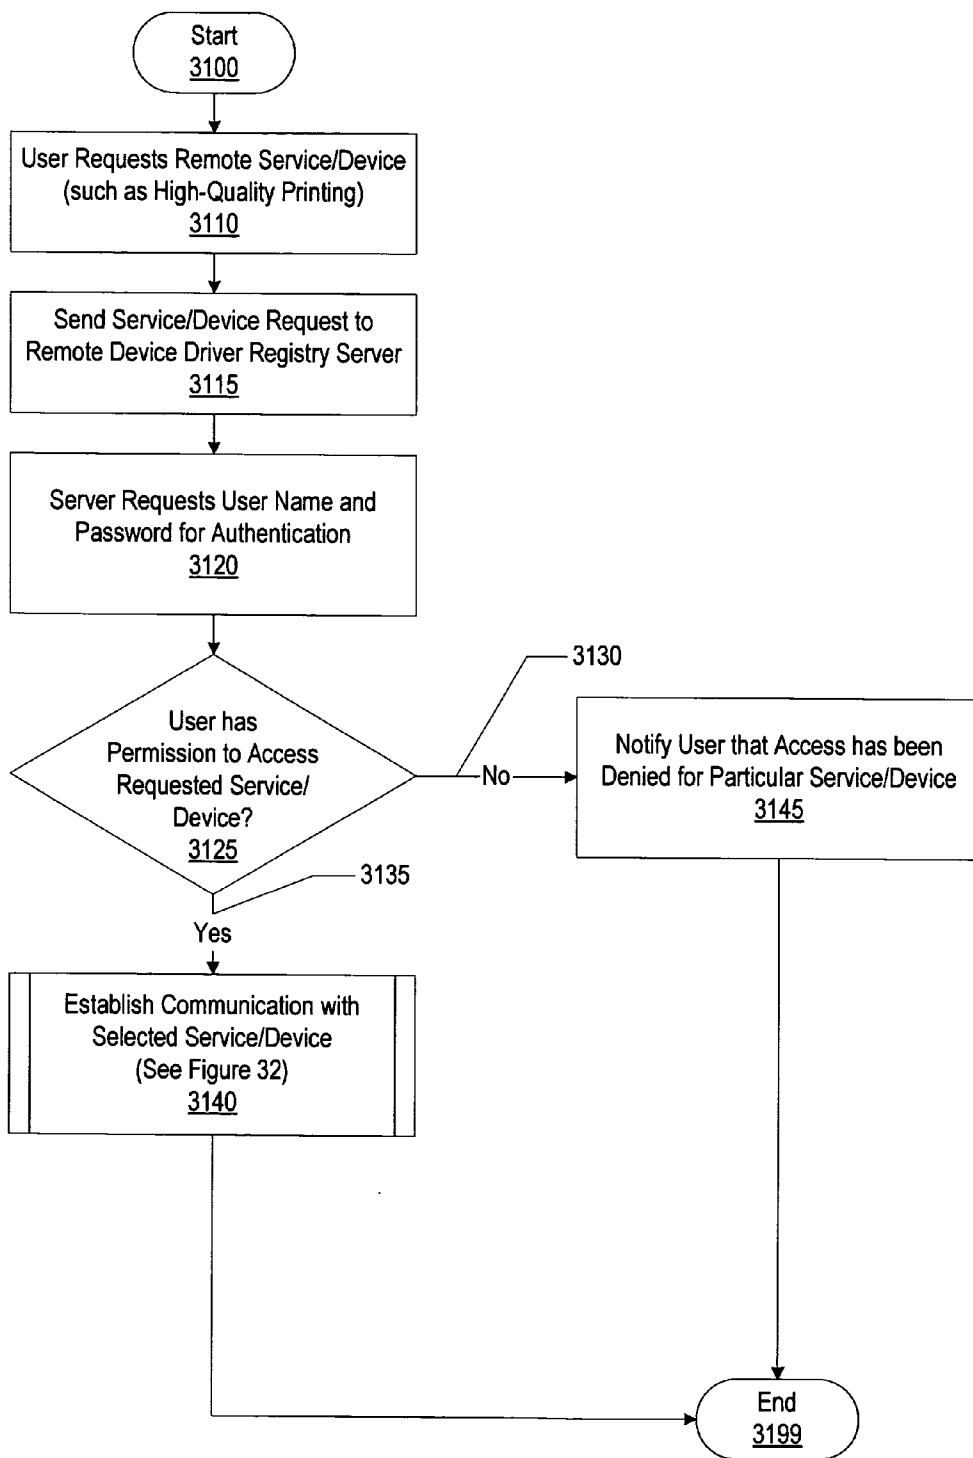 Start
3100
User Requests Remote Service/Device
(such as High-Quality Printing)
3110
Send Service/Device Request to
Remote Device Driver Registry Server
3115
Server Requests User Name and
Password for Authentication
3120
3130
User has
Permission to Access
Requested Service/
Device?
3125
No
Notify User that Access has been
Denied for Particular Service/Device
3145
3135
Yes
Establish Communication with
Selected Service/Device
(See Figure 32)
3140
End
3199